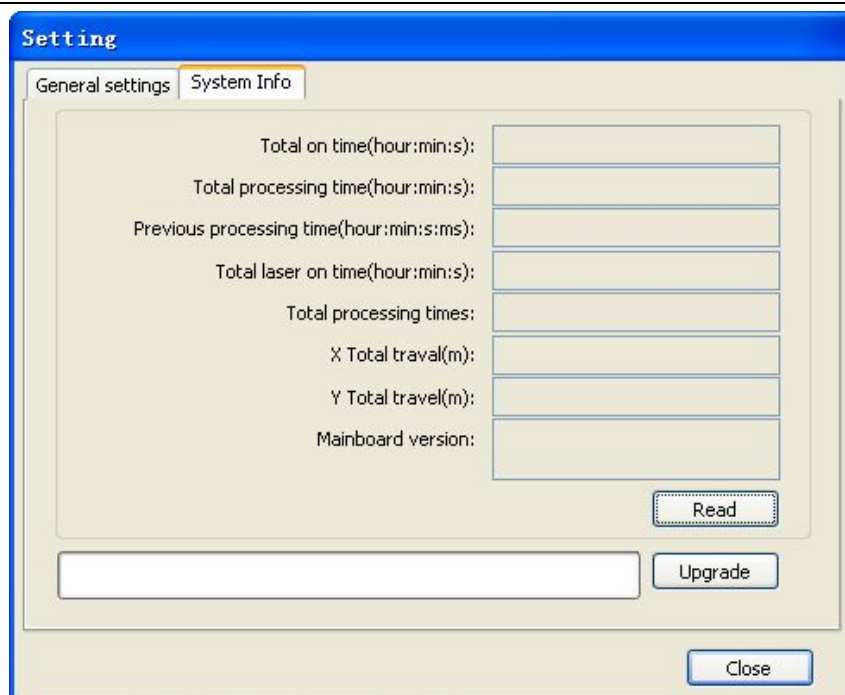 Setting
General settings System Info
Total on time(hour:min:s):
Total processing time(hour:min:s):
Previous processing time(hour:min:s:ms):
Total laser on time(hour:min:s):
Total processing times:
X Total traval(m):
Y Total travel(m):
Mainboard version:
Read
Upgrade
Close